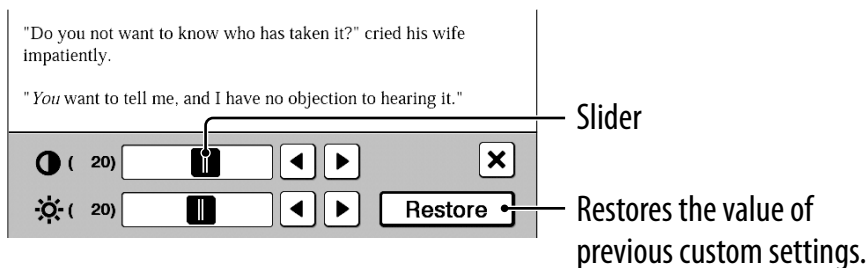 "Do you not want to know who has taken it?" cried his wife
impatiently.
"You want to tell me, and I have no objection to hearing it."
Slider
( 20)
( 20)
Restore
Restores the value of
previous custom settings.